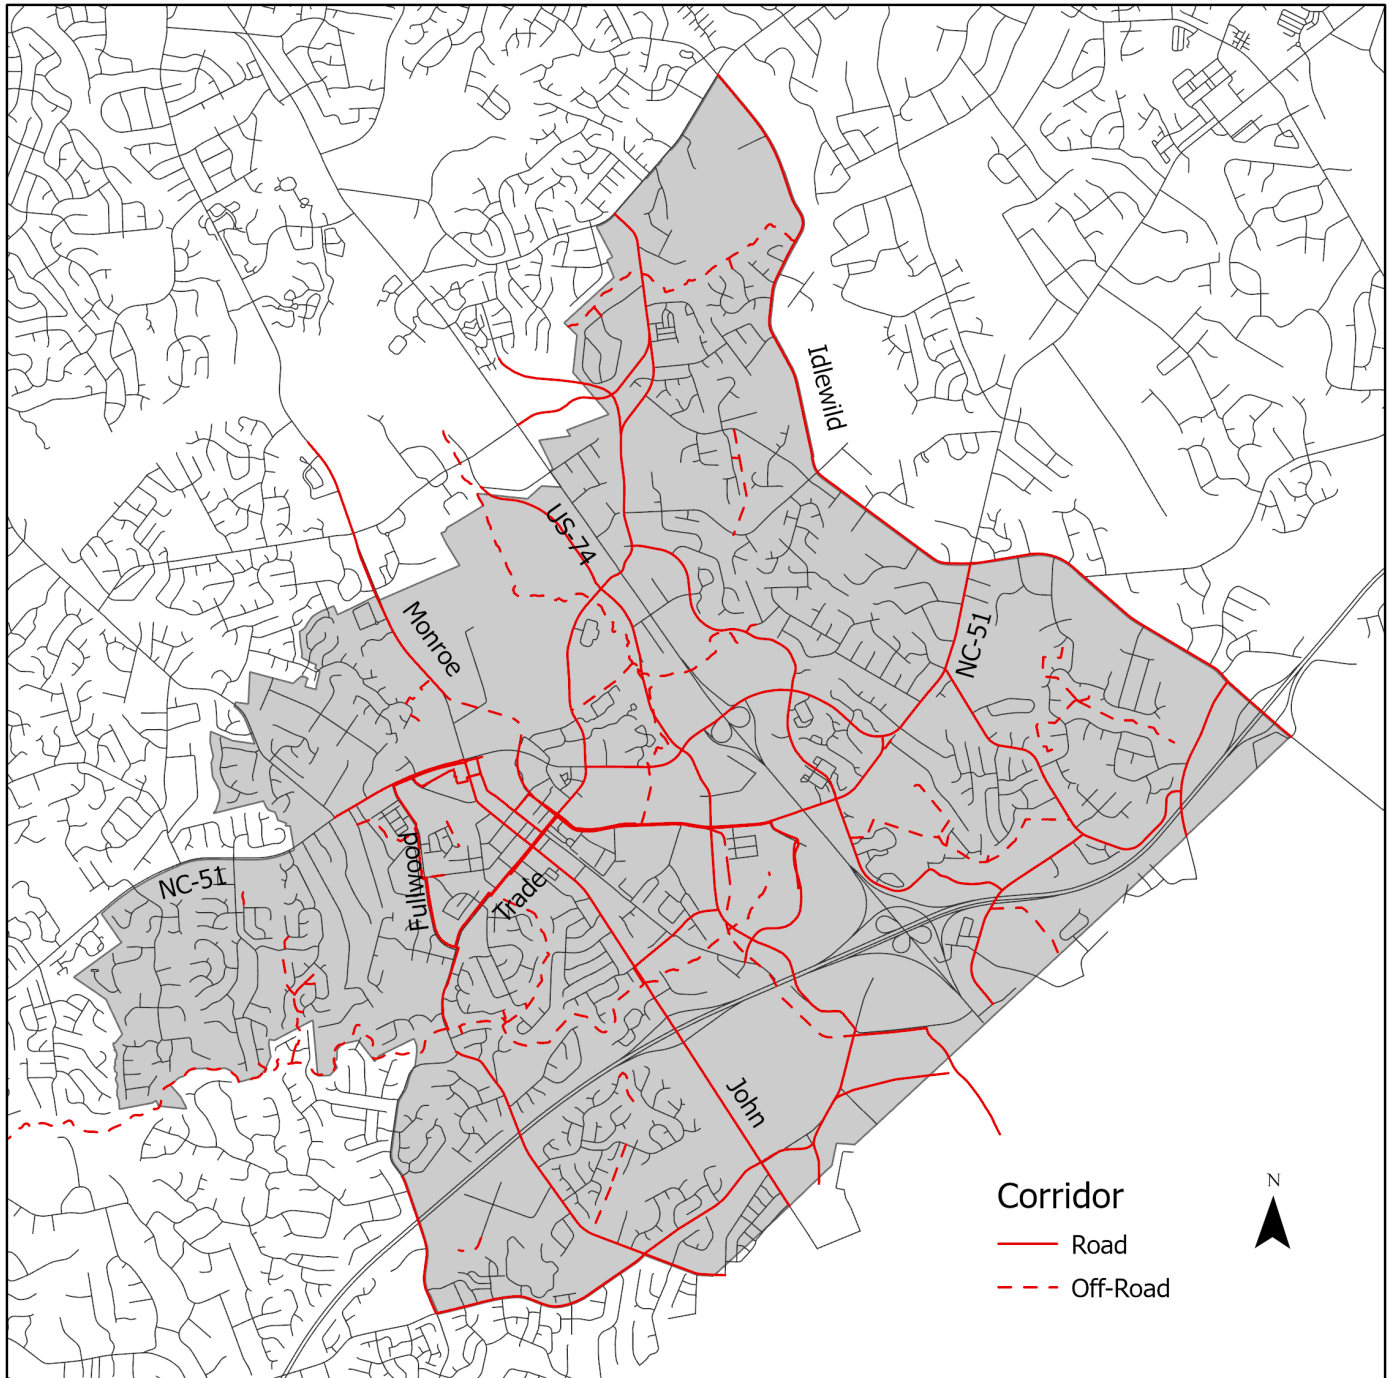 Idlewild
US-74
Monroe
NC-51
NC-51
Fullwood
Trade
John
N
Corridor
Road
Off-Road